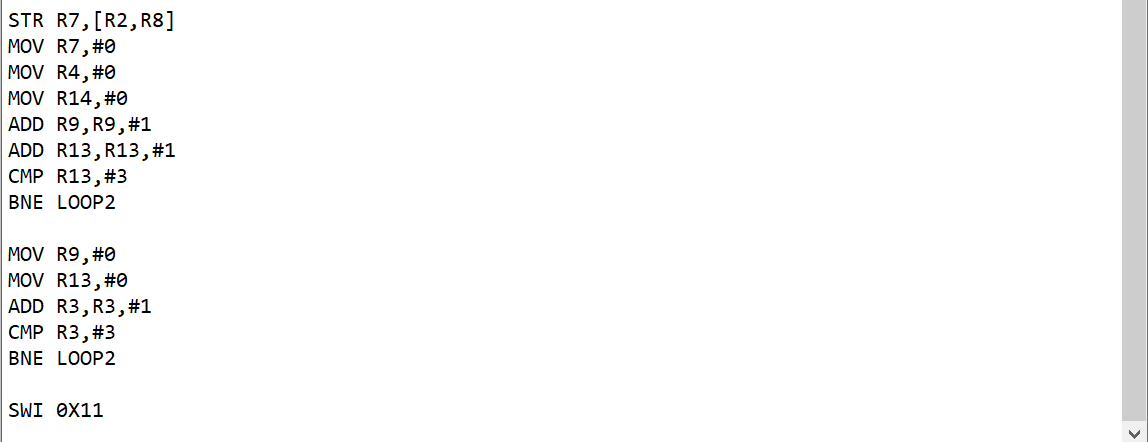 STR R7,[R2,R8]
MOV R7,#0
MOV R4,#0
MOV R14,#0
ADD R9,R9,#1
ADD R13,R13,#1
CMP R13,#3
BNE LOOP2
MOV R9,#0
MOV R13,#0
ADD R3,R3,#1
CMP R3,#3
BNE LOOP2
SWI 0X11